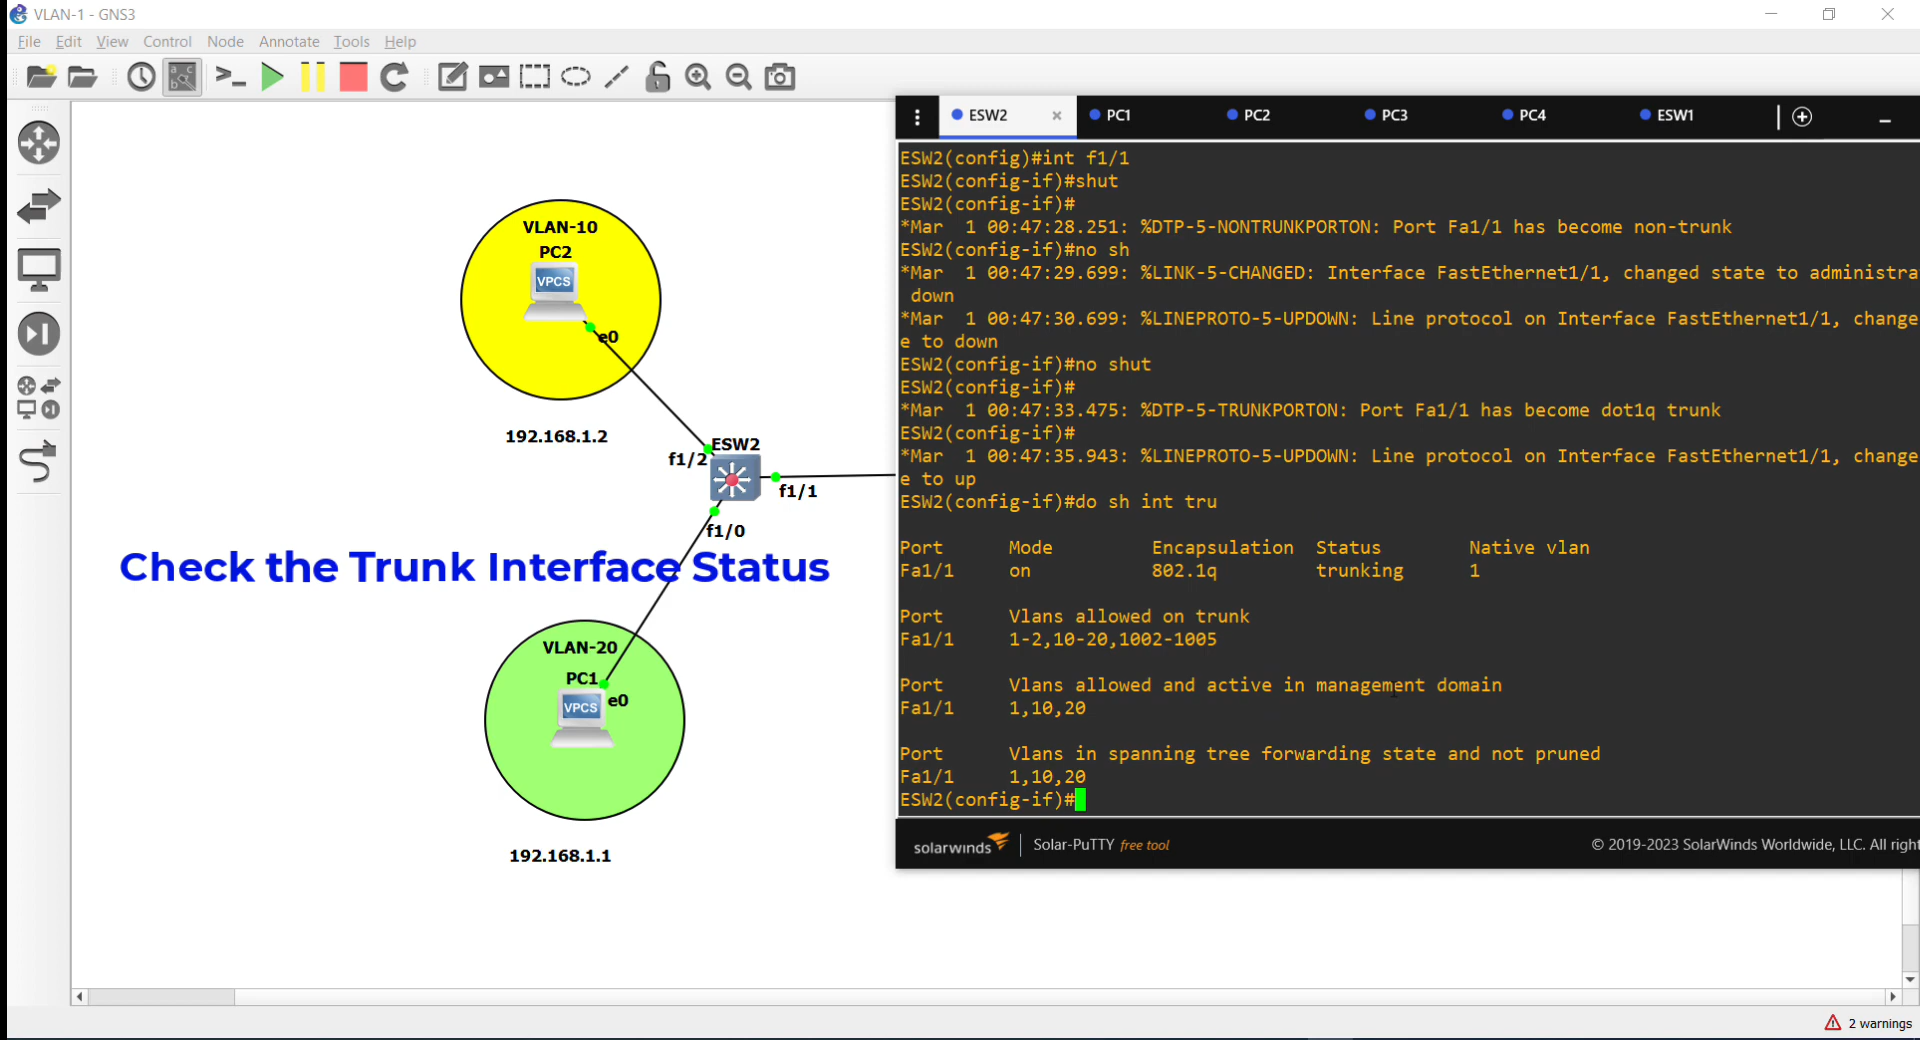 VLAN-1 - GNS3
File Edit View Control Node Annotate Tools Help
ESW2 × PC1 PC2 PC3 PC4 ESW1
ESW2(config)#int f1/1
ESW2(config-if)#shut
ESW2(config-if)#
*Mar  1 00:47:28.251: %DTP-5-NONTRUNKPORTON: Port Fa1/1 has become non-trunk
ESW2(config-if)#no sh
*Mar  1 00:47:29.699: %LINK-5-CHANGED: Interface FastEthernet1/1, changed state to administra
 down
*Mar  1 00:47:30.699: %LINEPROTO-5-UPDOWN: Line protocol on Interface FastEthernet1/1, change
e to down
ESW2(config-if)#no shut
ESW2(config-if)#
*Mar  1 00:47:33.475: %DTP-5-TRUNKPORTON: Port Fa1/1 has become dot1q trunk
ESW2(config-if)#
*Mar  1 00:47:35.943: %LINEPROTO-5-UPDOWN: Line protocol on Interface FastEthernet1/1, change
e to up
ESW2(config-if)#do sh int tru
Port      Mode         Encapsulation  Status        Native vlan
Fa1/1     on           802.1q         trunking      1
Port      Vlans allowed on trunk
Fa1/1     1-2,10-20,1002-1005
Port      Vlans allowed and active in management domain
Fa1/1     1,10,20
Port      Vlans in spanning tree forwarding state and not pruned
Fa1/1     1,10,20
ESW2(config-if)#
solarwinds Solar-PuTTY free tool © 2019-2023 SolarWinds Worldwide, LLC. All right
VLAN-10
PC2
VPCS
e0
192.168.1.2
ESW2
f1/2
f1/1
f1/0
Check the Trunk Interface Status
VLAN-20
PC1
VPCS
e0
192.168.1.1
2 warnings